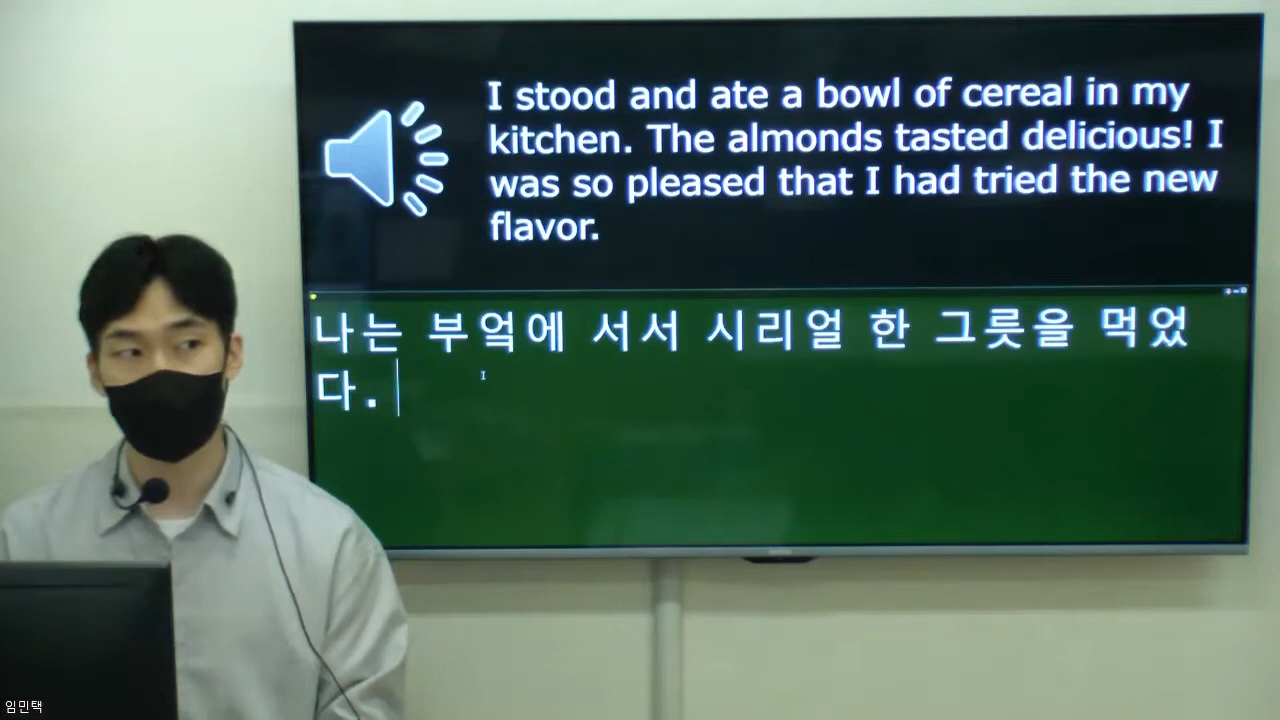 I stood and ate a bowl of cereal in my
kitchen. The almonds tasted delicious! I
was so pleased that I had tried the new
flavor.
나는 부엌에 서서 시리얼 한 그릇을 먹었
다.
임민택